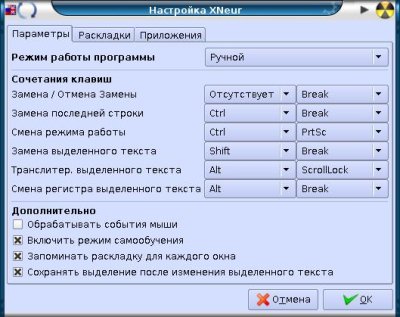 Настройка XNeur
Параметры Раскладки Приложения
Режим работы программы Ручной
Сочетания клавиш
Замена / Отмена Замены Отсутствует Break
Замена последней строки Ctrl Break
Смена режима работы Ctrl PrtSc
Замена выделенного текста Shift Break
Транслитер. выделенного текста Alt ScrollLock
Смена регистра выделенного текста Alt Break
Дополнительно
Обрабатывать события мыши
Включить режим самообучения
Запоминать раскладку для каждого окна
Сохранять выделение после изменения выделенного текста
Отмена OK